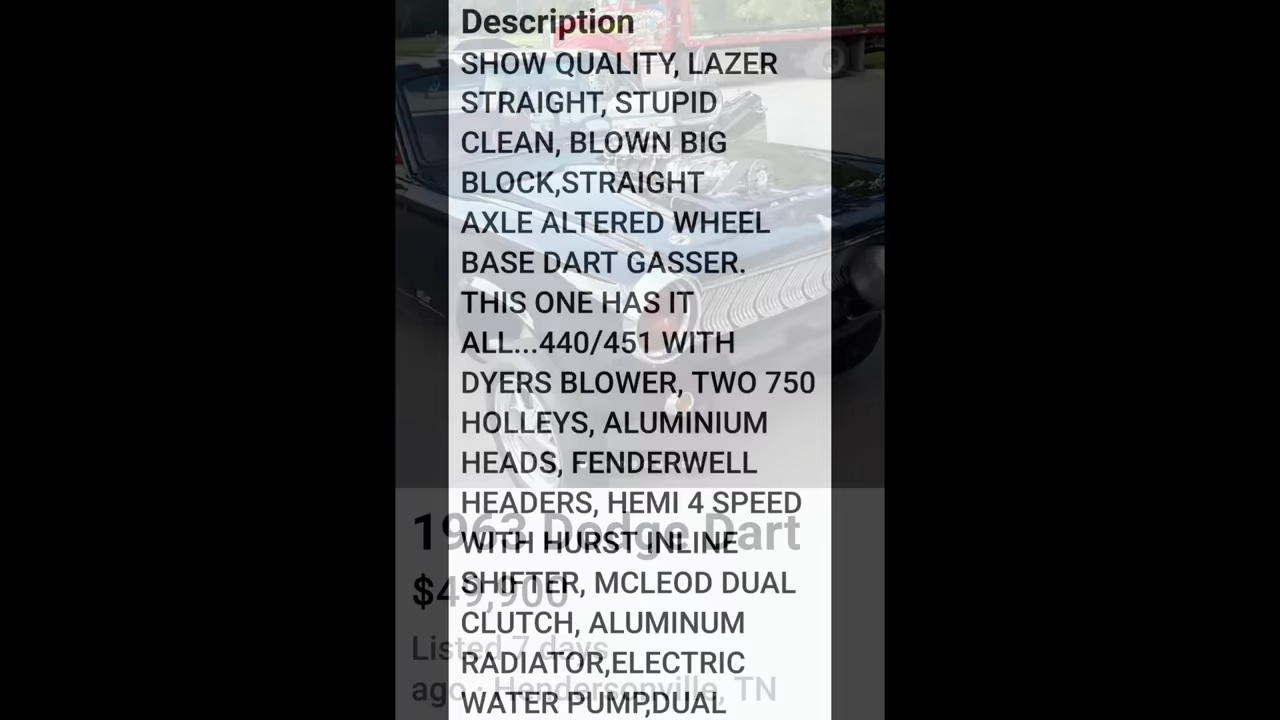 Description
SHOW QUALITY, LAZER
STRAIGHT, STUPID
CLEAN, BLOWN BIG
BLOCK,STRAIGHT
AXLE ALTERED WHEEL
BASE DART GASSER.
THIS ONE HAS IT
ALL...440/451 WITH
DYERS BLOWER, TWO 750
HOLLEYS, ALUMINIUM
HEADS, FENDERWELL
HEADERS, HEMI 4 SPEED
WITH HURST INLINE
SHIFTER, MCLEOD DUAL
CLUTCH, ALUMINUM
RADIATOR,ELECTRIC
WATER PUMP,DUAL
1963 Dodge Dart
$49,900
Listed 7 days
ago · Hendersonville, TN